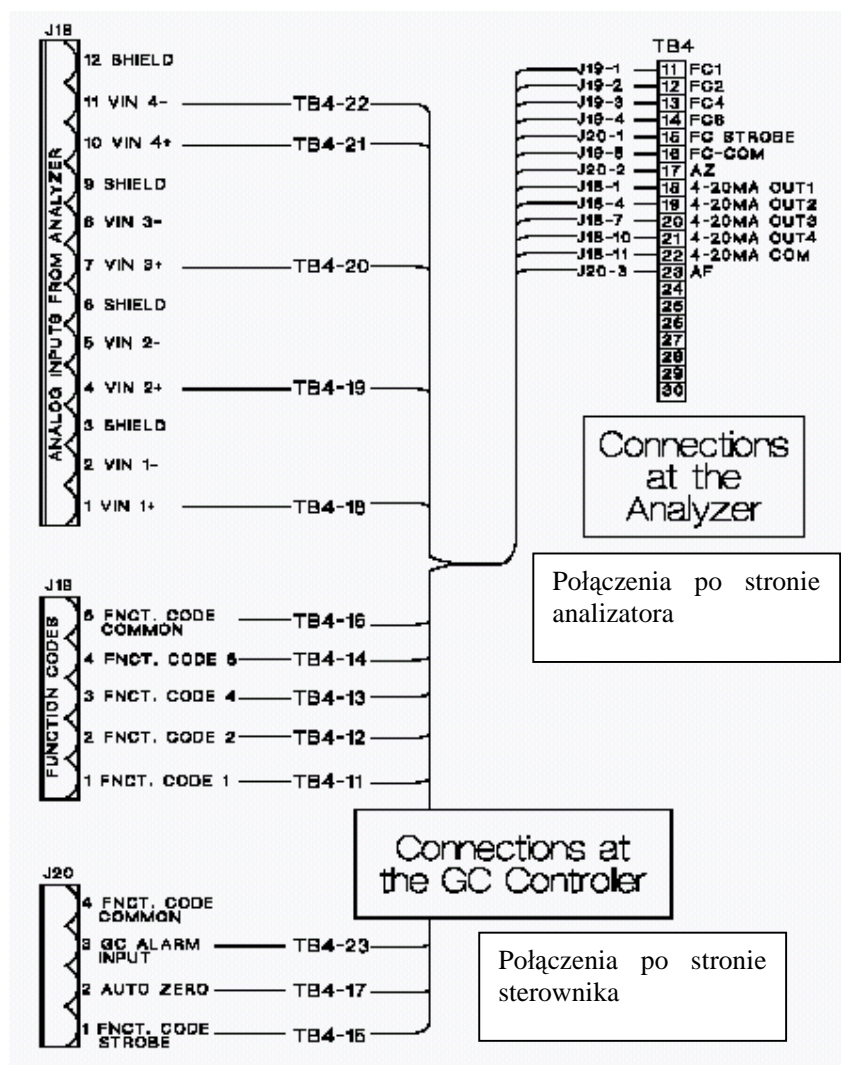 J18
12 SHIELD
11 VIN 4- TB4-22
10 VIN 4+ TB4-21
9 SHIELD
8 VIN 3-
7 VIN 3+ TB4-20
6 SHIELD
5 VIN 2-
4 VIN 2+ TB4-19
3 SHIELD
2 VIN 1-
1 VIN 1+ TB4-18
ANALOG INPUTS FROM ANALYZER
TB4
J19-1 11 FC1
J19-2 12 FC2
J19-3 13 FC4
J19-4 14 FC8
J20-1 15 FC STROBE
J19-5 16 FC-COM
J20-2 17 AZ
J18-1 18 4-20MA OUT1
J18-4 19 4-20MA OUT2
J18-7 20 4-20MA OUT3
J18-10 21 4-20MA OUT4
J18-11 22 4-20MA COM
J20-3 23 AF
24
25
26
27
28
29
30
Connections
at the
Analyzer
Połączenia po stronie
analizatora
J19
5 FNCT. CODE
COMMON TB4-16
4 FNCT. CODE 8 TB4-14
3 FNCT. CODE 4 TB4-13
2 FNCT. CODE 2 TB4-12
1 FNCT. CODE 1 TB4-11
FUNCTION CODES
Connections at
the GC Controller
J20
4 FNCT. CODE
COMMON
3 GC ALARM
INPUT TB4-23
2 AUTO ZERO TB4-17
1 FNCT. CODE
STROBE TB4-15
Połączenia po stronie
sterownika